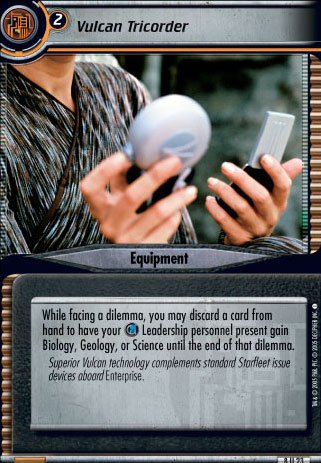 2
Vulcan Tricorder
Equipment
While facing a dilemma, you may discard a card from
hand to have your Leadership personnel present gain
Biology, Geology, or Science until the end of that dilemma.
Superior Vulcan technology complements standard Starfleet issue
devices aboard Enterprise.
8 U 23